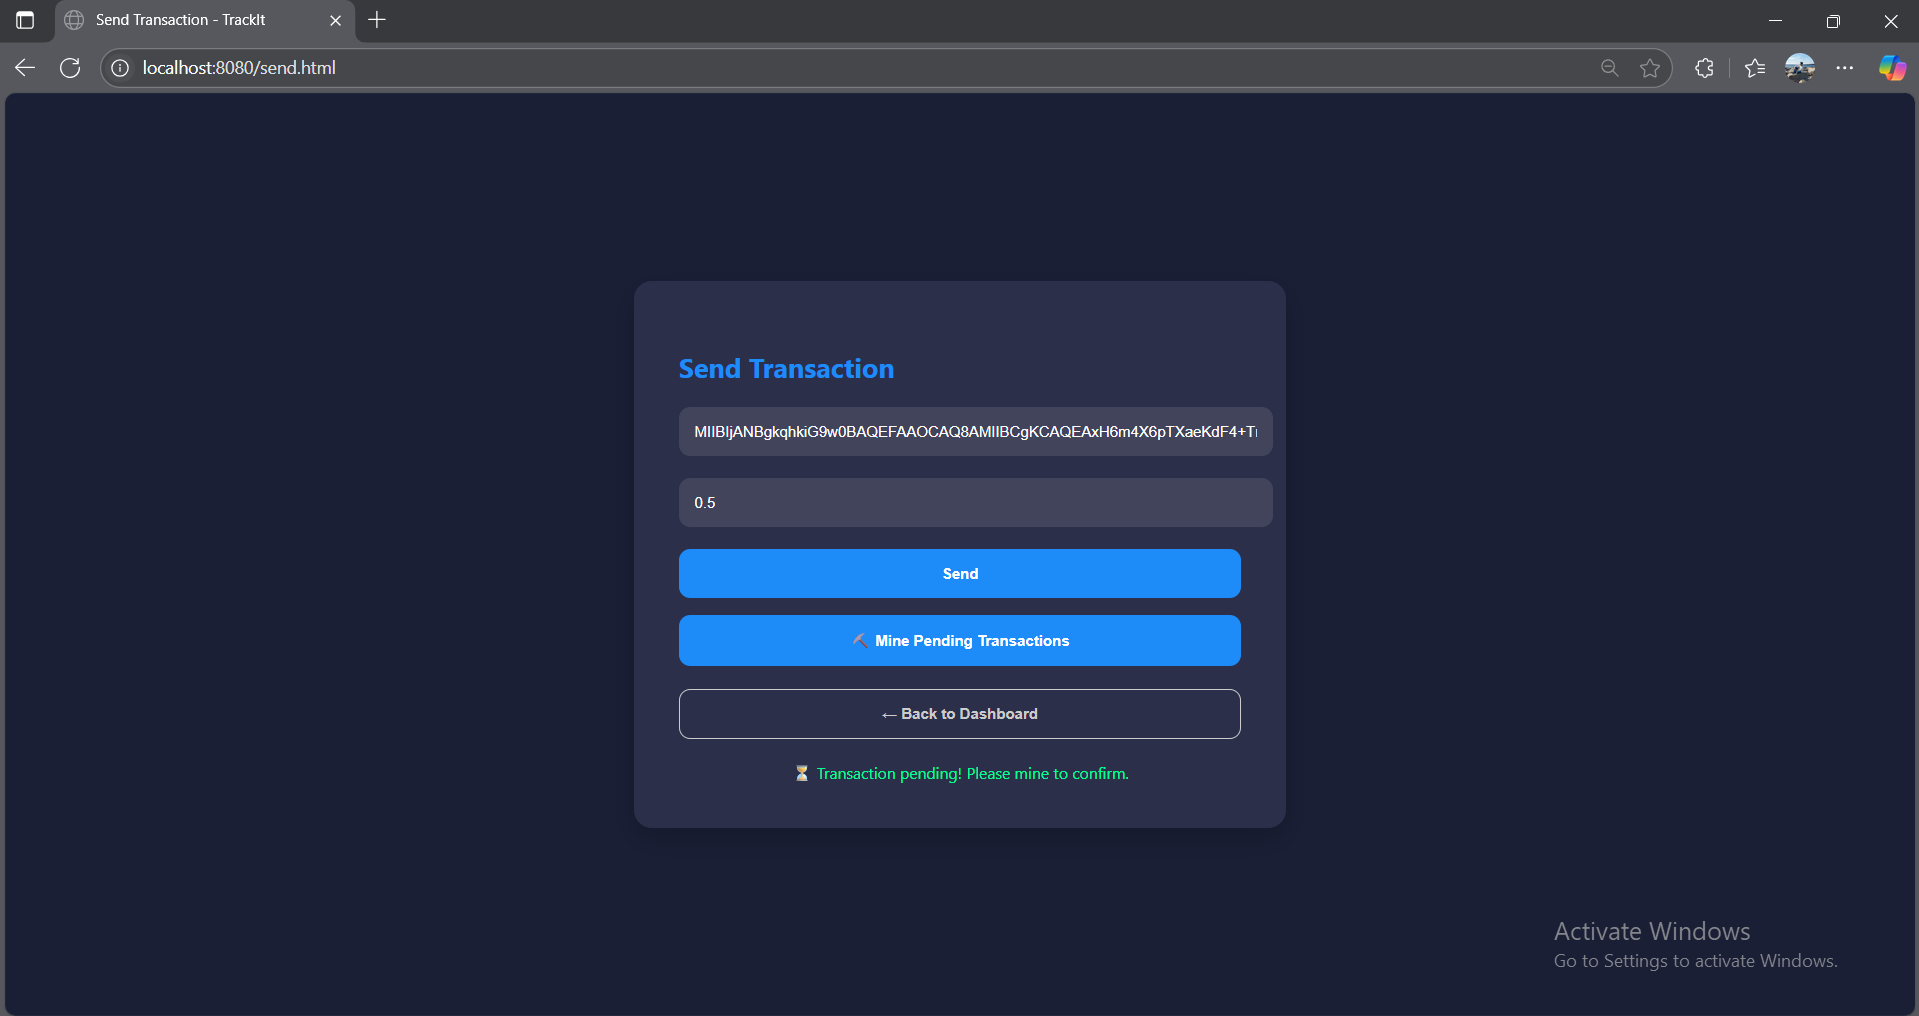 Send Transaction - TrackIt
localhost:8080/send.html
Send Transaction
MIIBIjANBgkqhkiG9w0BAQEFAAOCAQ8AMIIBCgKCAQEAxH6m4X6pTXaeKdF4+T
0.5
Send
⛏️ Mine Pending Transactions
← Back to Dashboard
⏳ Transaction pending! Please mine to confirm.
Activate Windows
Go to Settings to activate Windows.